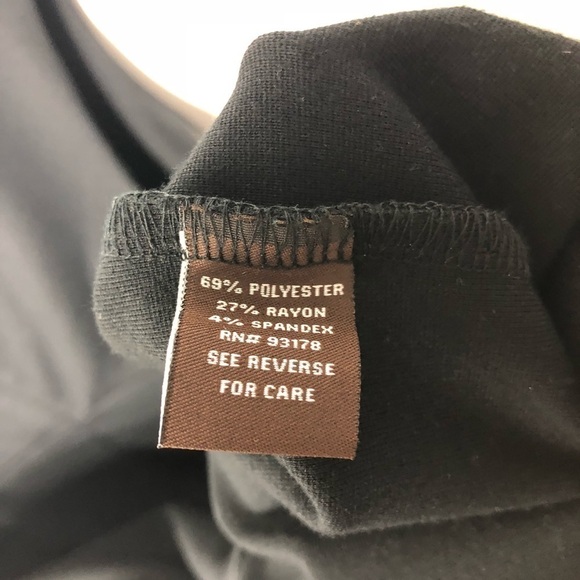 69% POLYESTER
27% RAYON
4% SPANDEX
RN# 93178
SEE REVERSE
FOR CARE